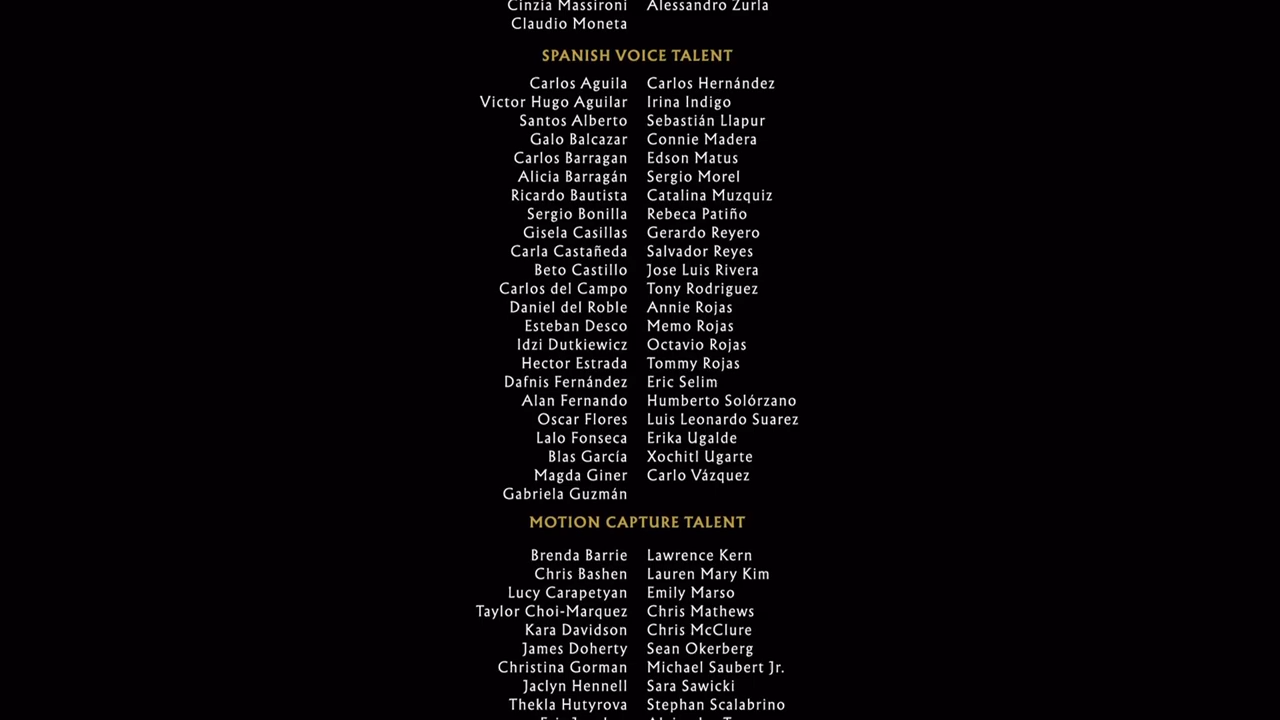 Cinzia Massironi Alessandro Zurla
Claudio Moneta
SPANISH VOICE TALENT
Carlos Aguila Carlos Hernández
Victor Hugo Aguilar Irina Indigo
Santos Alberto Sebastián Llapur
Galo Balcazar Connie Madera
Carlos Barragan Edson Matus
Alicia Barragán Sergio Morel
Ricardo Bautista Catalina Muzquiz
Sergio Bonilla Rebeca Patiño
Gisela Casillas Gerardo Reyero
Carla Castañeda Salvador Reyes
Beto Castillo Jose Luis Rivera
Carlos del Campo Tony Rodriguez
Daniel del Roble Annie Rojas
Esteban Desco Memo Rojas
Idzi Dutkiewicz Octavio Rojas
Hector Estrada Tommy Rojas
Dafnis Fernández Eric Selim
Alan Fernando Humberto Solórzano
Oscar Flores Luis Leonardo Suarez
Lalo Fonseca Erika Ugalde
Blas García Xochitl Ugarte
Magda Giner Carlo Vázquez
Gabriela Guzmán
MOTION CAPTURE TALENT
Brenda Barrie Lawrence Kern
Chris Bashen Lauren Mary Kim
Lucy Carapetyan Emily Marso
Taylor Choi-Marquez Chris Mathews
Kara Davidson Chris McClure
James Doherty Sean Okerberg
Christina Gorman Michael Saubert Jr.
Jaclyn Hennell Sara Sawicki
Thekla Hutyrova Stephan Scalabrino